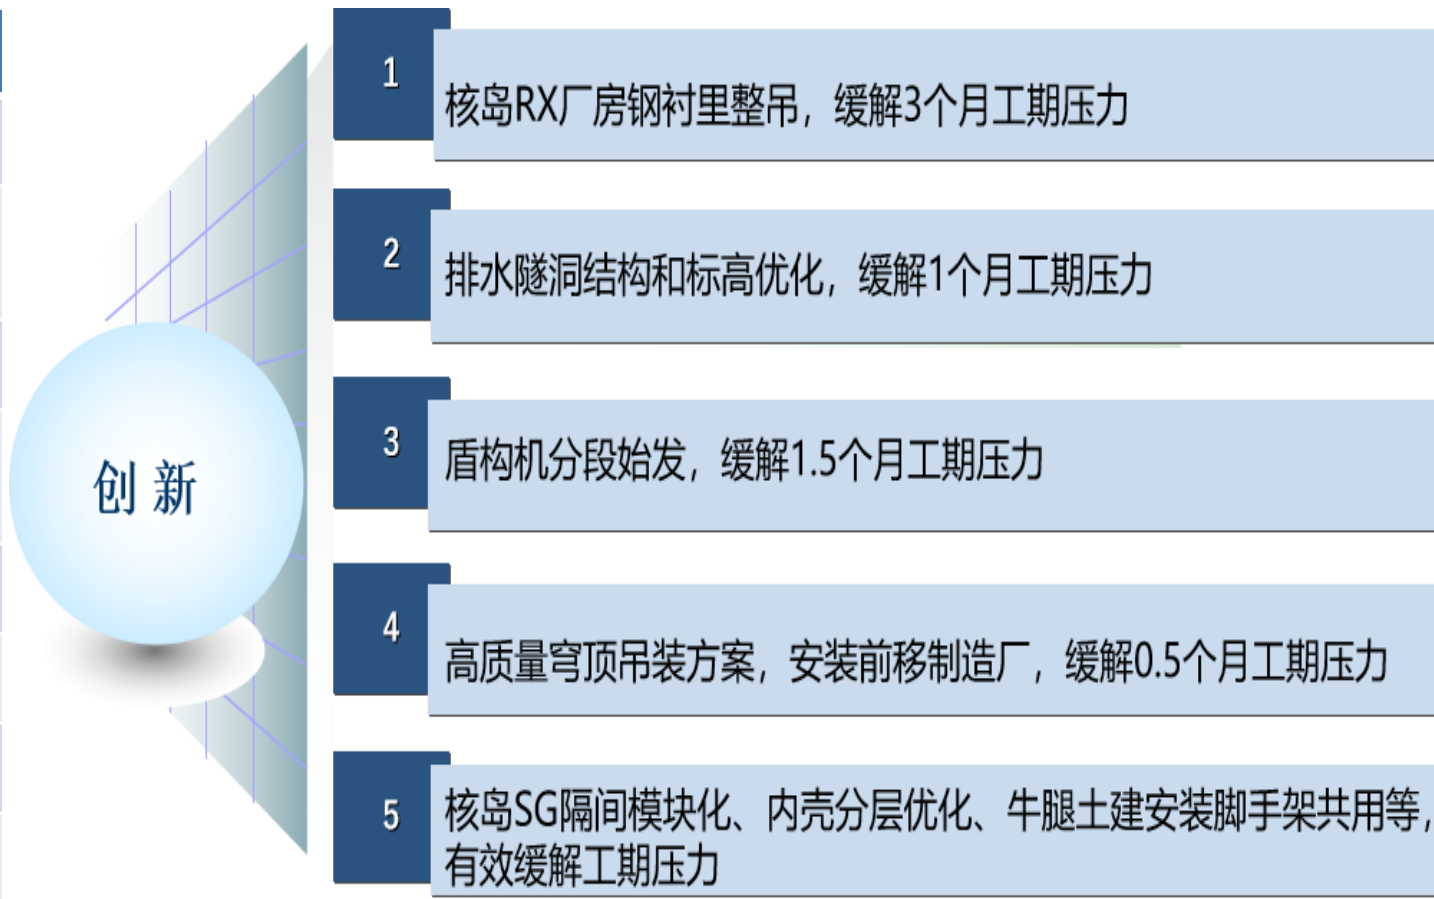 1
核岛RX厂房钢衬里整吊，缓解3个月工期压力
2
排水隧洞结构和标高优化，缓解1个月工期压力
3
盾构机分段始发，缓解1.5个月工期压力
创新
4
高质量穹顶吊装方案，安装前移制造厂，缓解0.5个月工期压力
5
核岛SG隔间模块化、内壳分层优化、牛腿土建安装脚手架共用等，
有效缓解工期压力